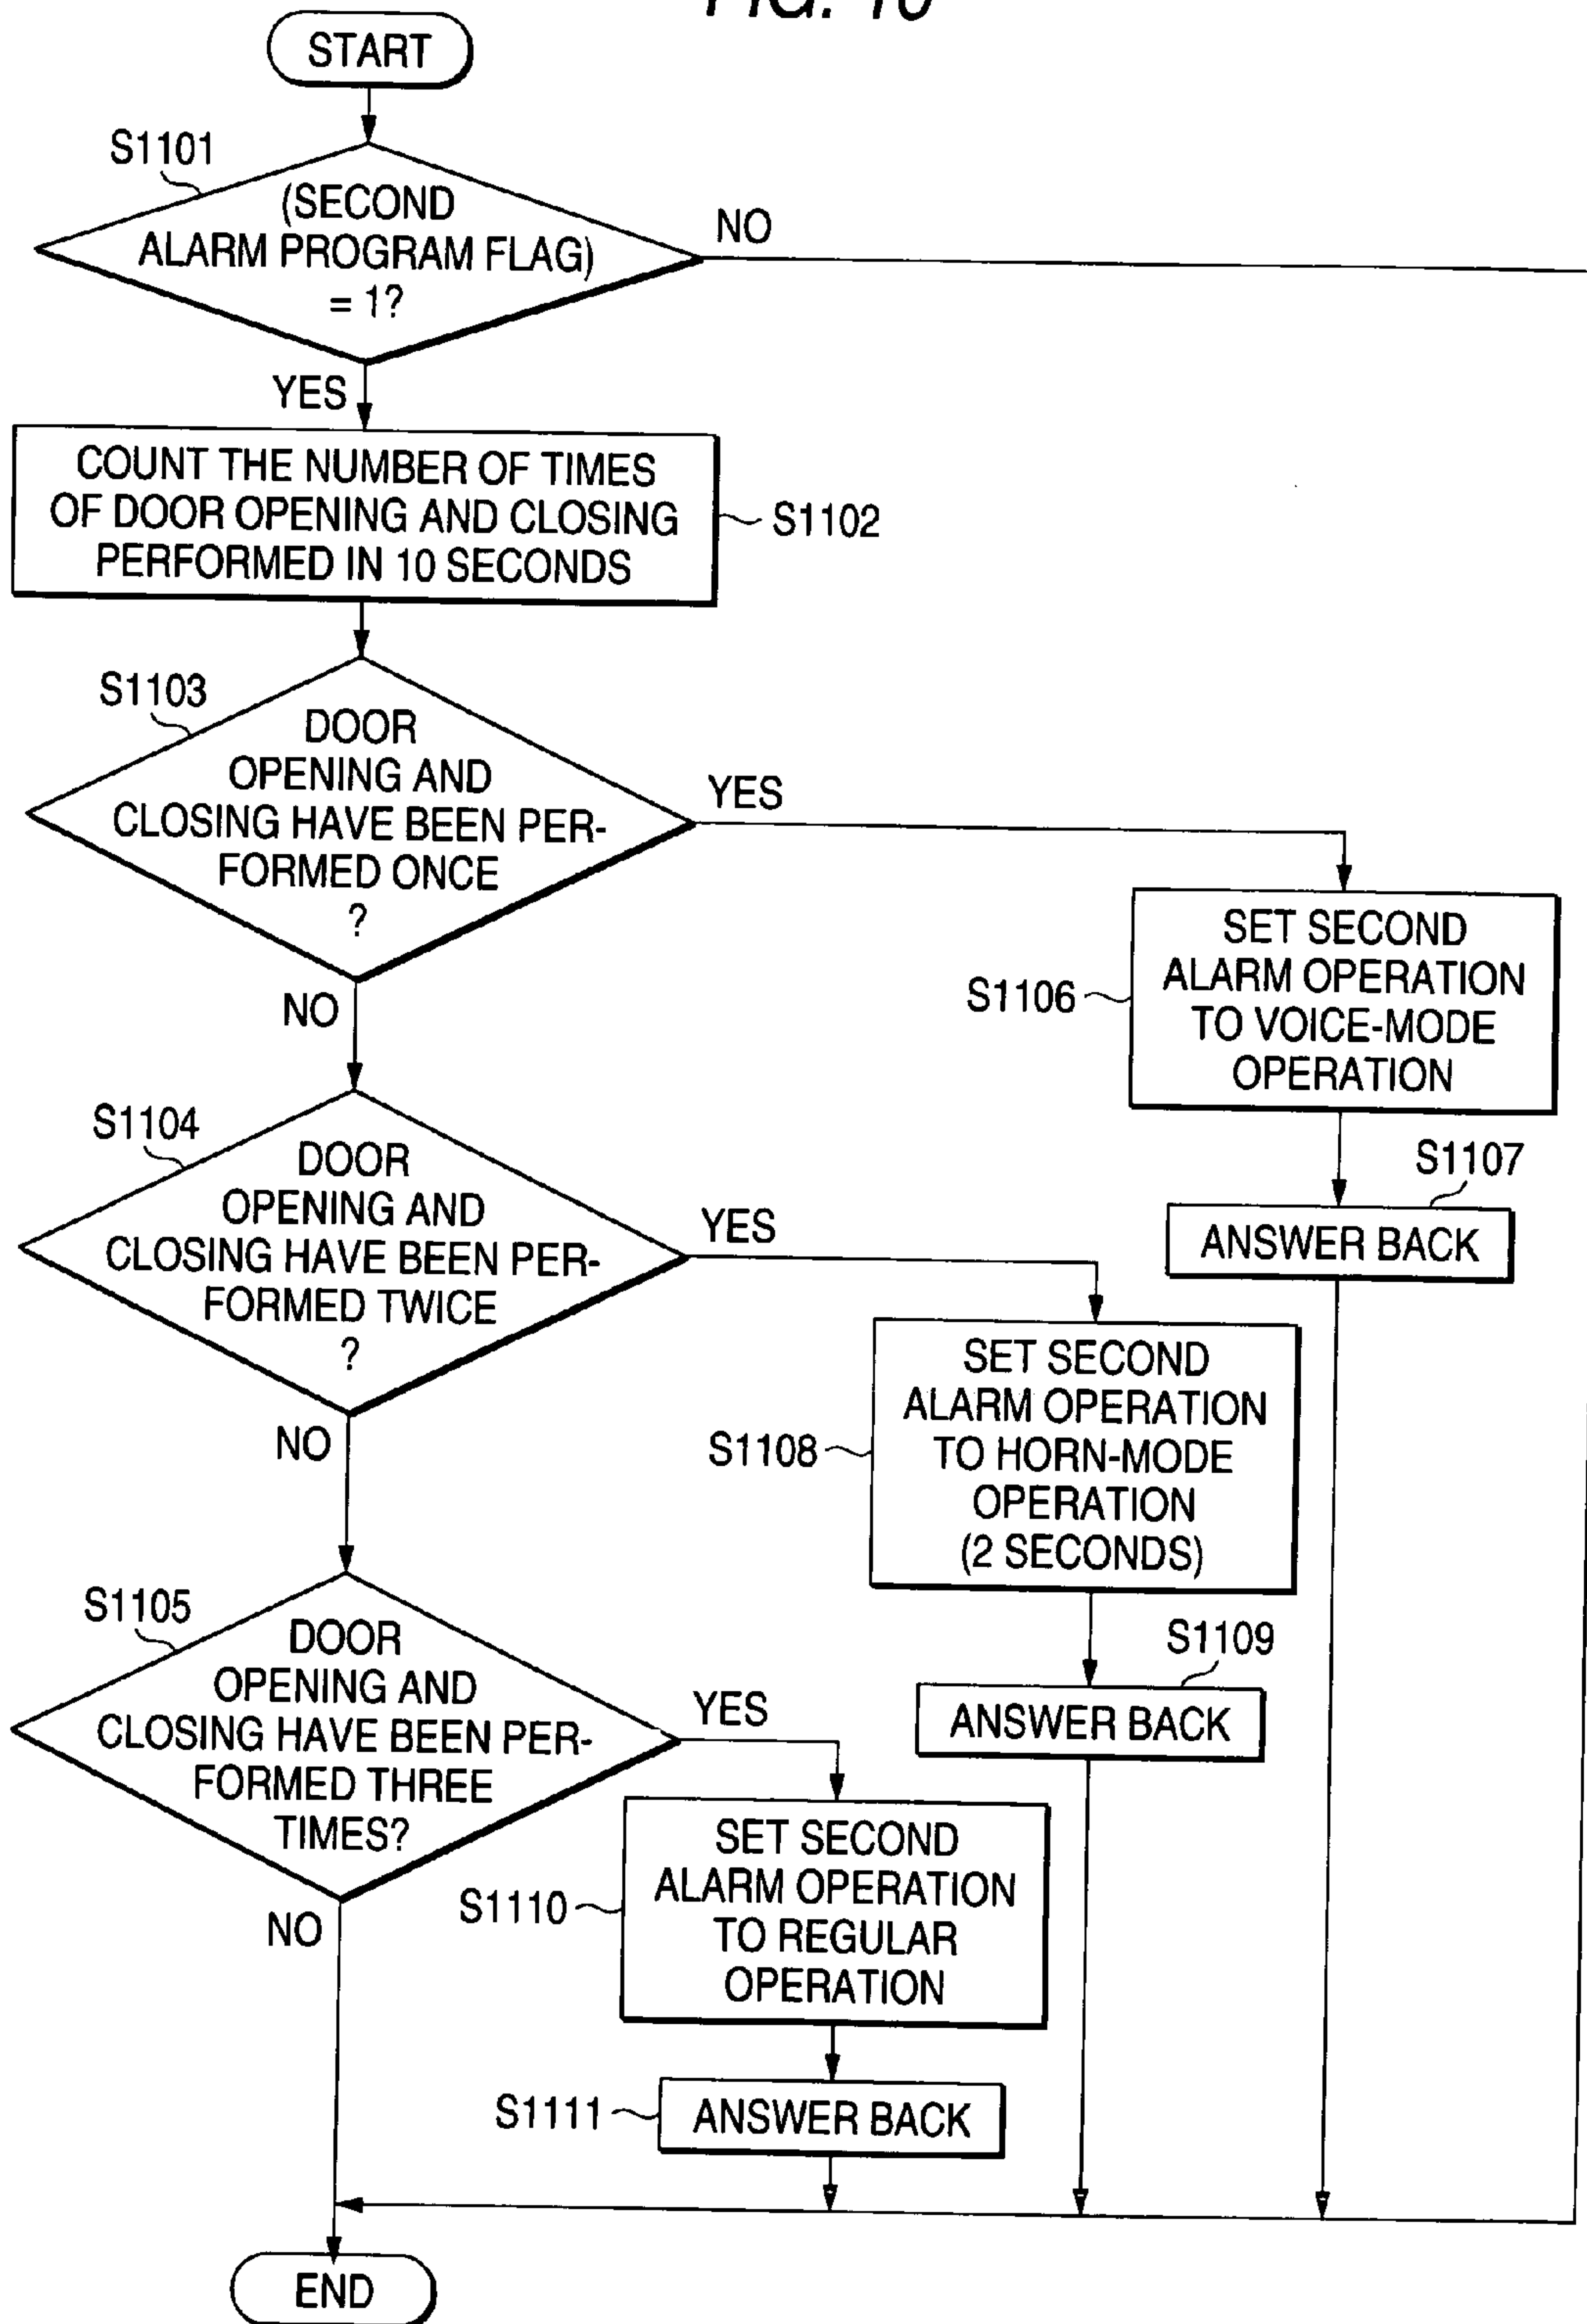 FIG. 10
START
S1101
(SECOND
ALARM PROGRAM FLAG)
= 1?
NO
YES
COUNT THE NUMBER OF TIMES
OF DOOR OPENING AND CLOSING
PERFORMED IN 10 SECONDS
S1102
S1103
DOOR
OPENING AND
CLOSING HAVE BEEN PER-
FORMED ONCE
?
YES
NO
S1106
SET SECOND
ALARM OPERATION
TO VOICE-MODE
OPERATION
S1107
ANSWER BACK
S1104
DOOR
OPENING AND
CLOSING HAVE BEEN PER-
FORMED TWICE
?
YES
NO
S1108
SET SECOND
ALARM OPERATION
TO HORN-MODE
OPERATION
(2 SECONDS)
S1109
ANSWER BACK
S1105
DOOR
OPENING AND
CLOSING HAVE BEEN PER-
FORMED THREE
TIMES?
YES
NO
S1110
SET SECOND
ALARM OPERATION
TO REGULAR
OPERATION
S1111
ANSWER BACK
END